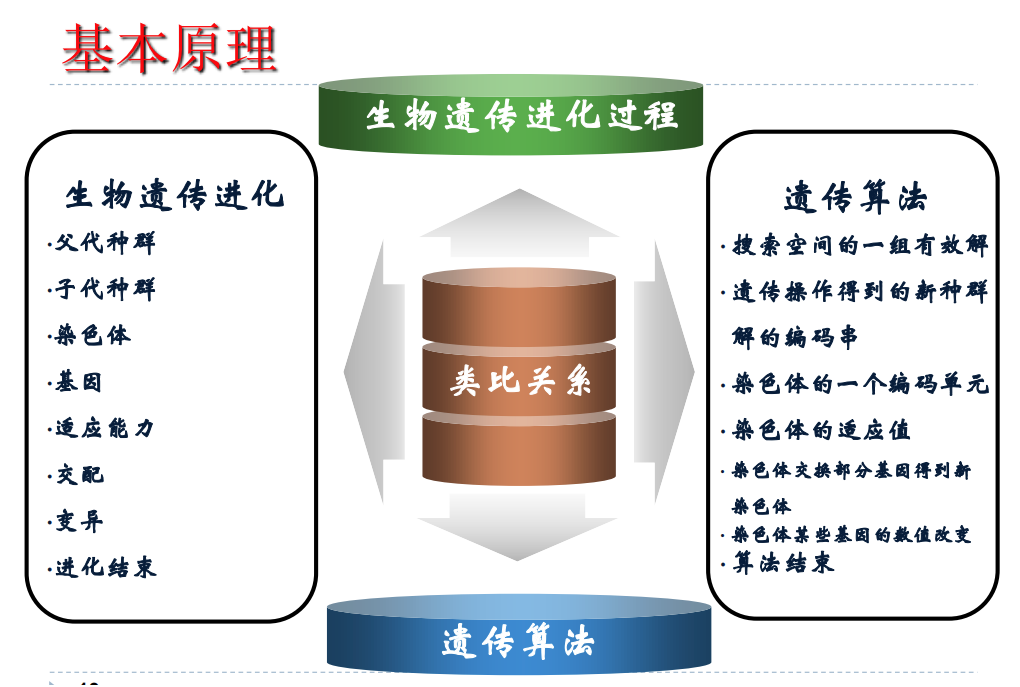 基本原理
生物遗传进化过程
生物遗传进化
·父代种群
·子代种群
·染色体
·基因
·适应能力
·交配
·变异
·进化结束
类比关系
遗传算法
·搜索空间的一组有效解
·遗传操作得到的新种群
解的编码串
·染色体的一个编码单元
·染色体的适应值
·染色体交换部分基因得到新
染色体
·染色体某些基因的数值改变
·算法结束
遗传算法